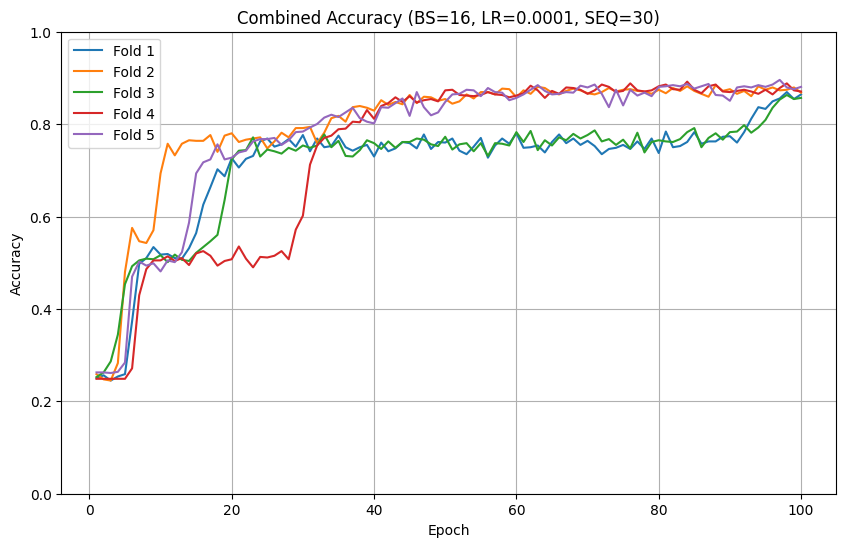 Combined Accuracy (BS=16, LR=0.0001, SEQ=30)
Fold 1
Fold 2
Fold 3
Fold 4
Fold 5
Accuracy
1.0
0.8
0.6
0.4
0.2
0.0
0 20 40 60 80 100
Epoch